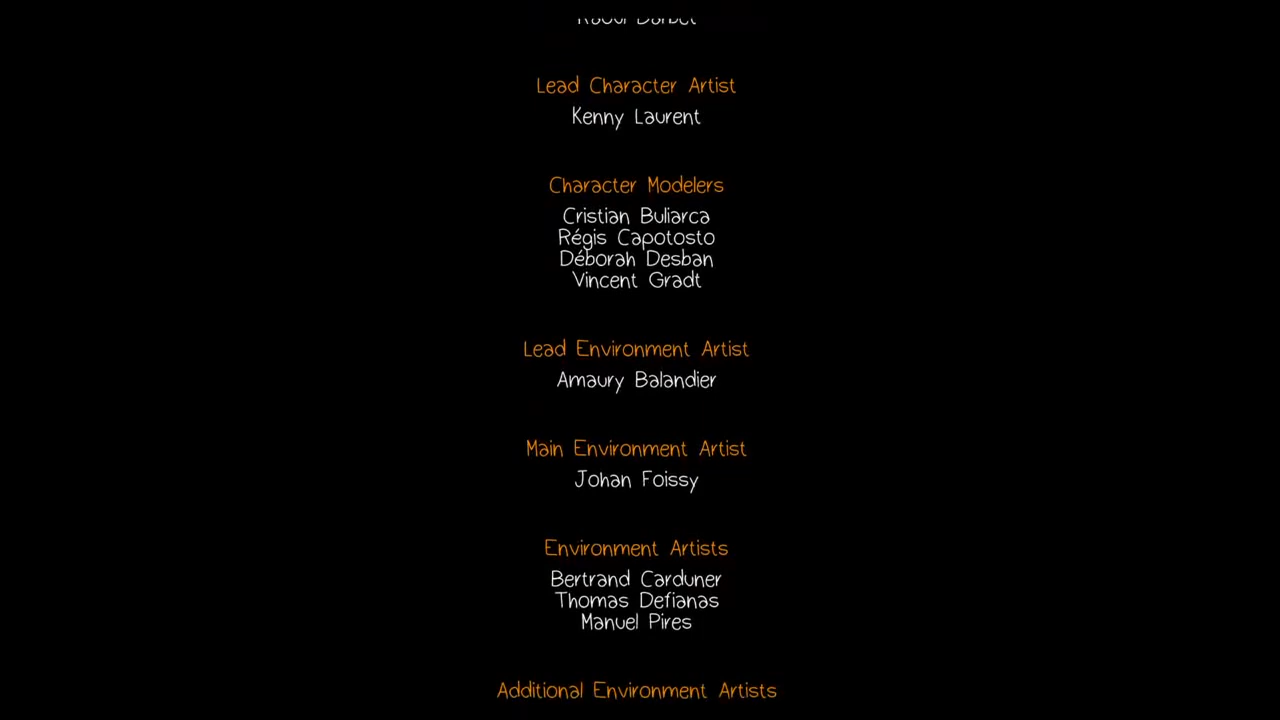 Lead Character Artist
Kenny Laurent
Character Modelers
Cristian Buliarca
Régis Capotosto
Déborah Desban
Vincent Gradt
Lead Environment Artist
Amaury Balandier
Main Environment Artist
Johan Foissy
Environment Artists
Bertrand Carduner
Thomas Defianas
Manuel Pires
Additional Environment Artists